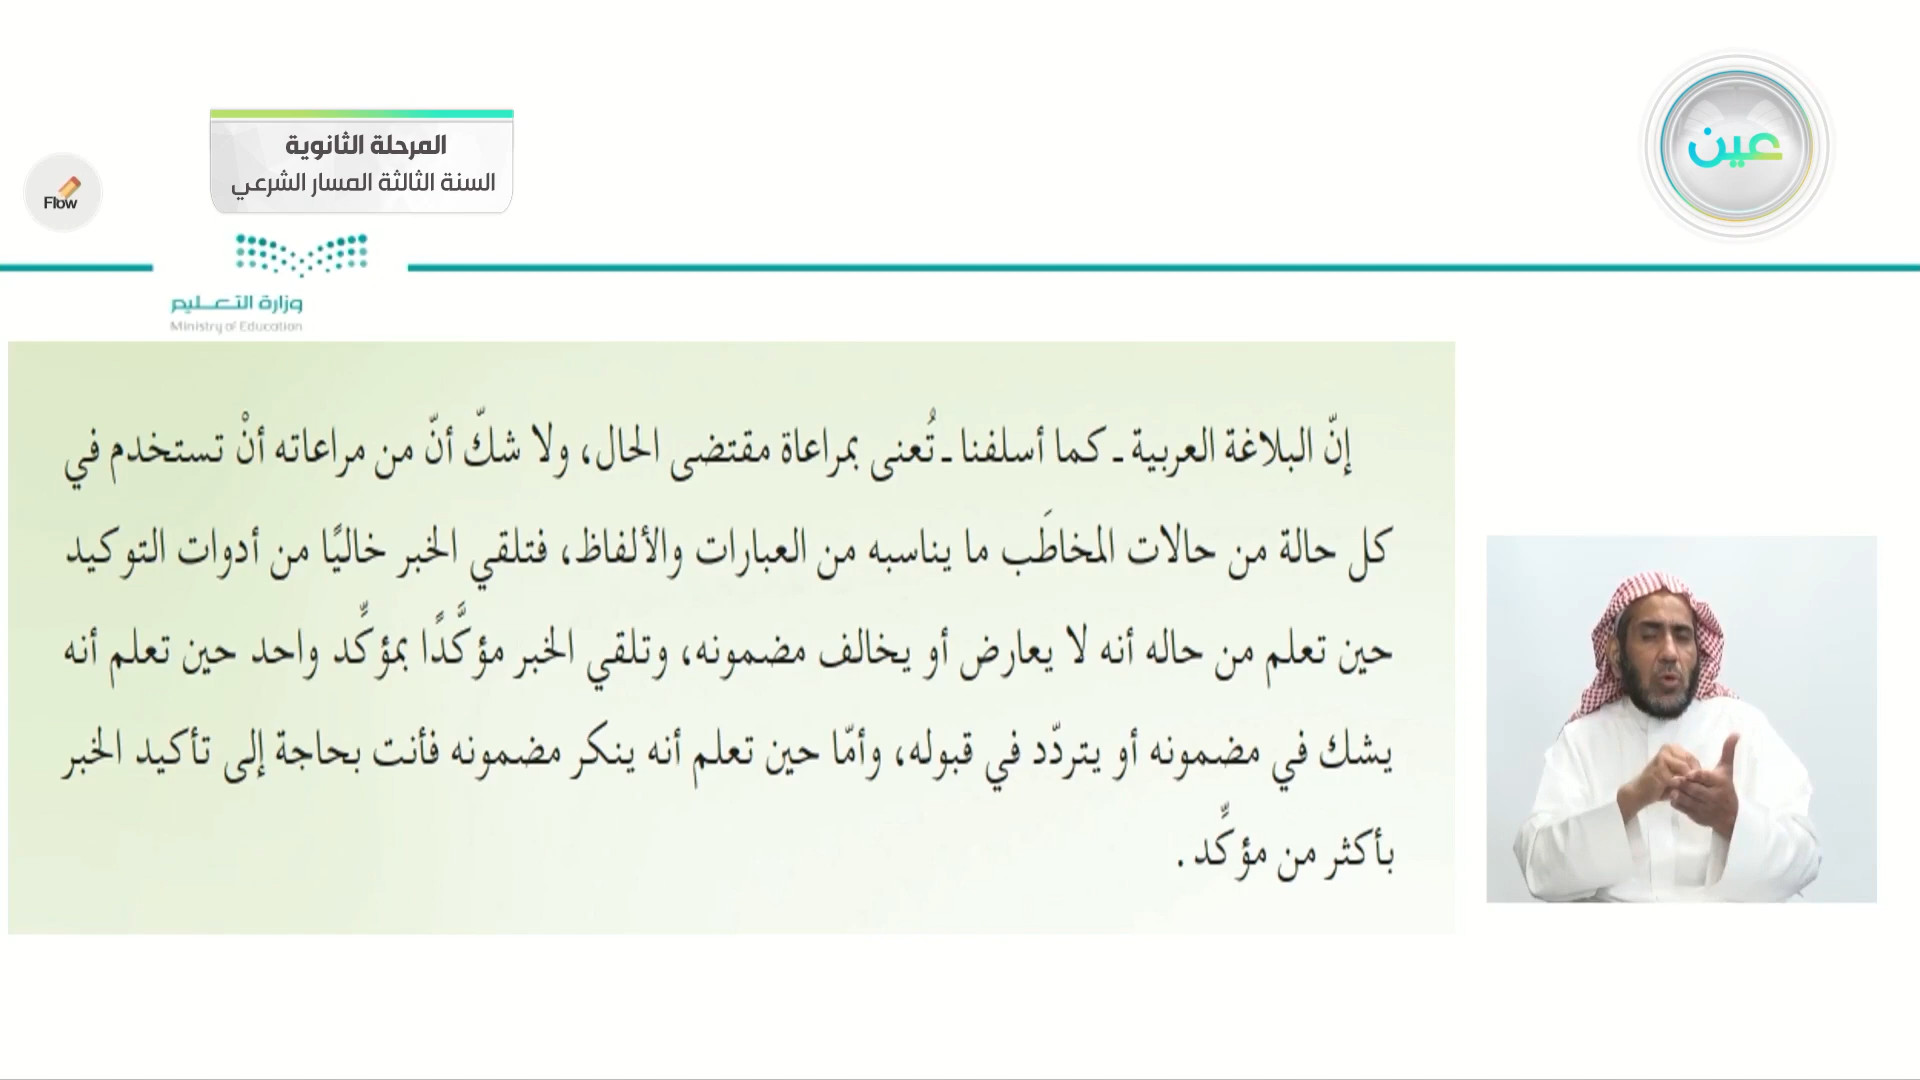 عين
المرحلة الثانوية
السنة الثالثة المسار الشرعي
Flow
وزارة التعليم
Ministry of Education
إنّ البلاغة العربية ـ كما أسلفنا ـ تُعنى بمراعاة مقتضى الحال، ولا شكّ أنّ من مراعاته أنْ تستخدم في
كل حالة من حالات المخاطَب ما يناسبه من العبارات والألفاظ، فتلقي الخبر خاليًا من أدوات التوكيد
حين تعلم من حاله أنه لا يعارض أو يخالف مضمونه، وتلقي الخبر مؤكَّدًا بمؤكِّد واحد حين تعلم أنه
يشك في مضمونه أو يتردّد في قبوله، وأمّا حين تعلم أنه ينكر مضمونه فأنت بحاجة إلى تأكيد الخبر
بأكثر من مؤكِّد .